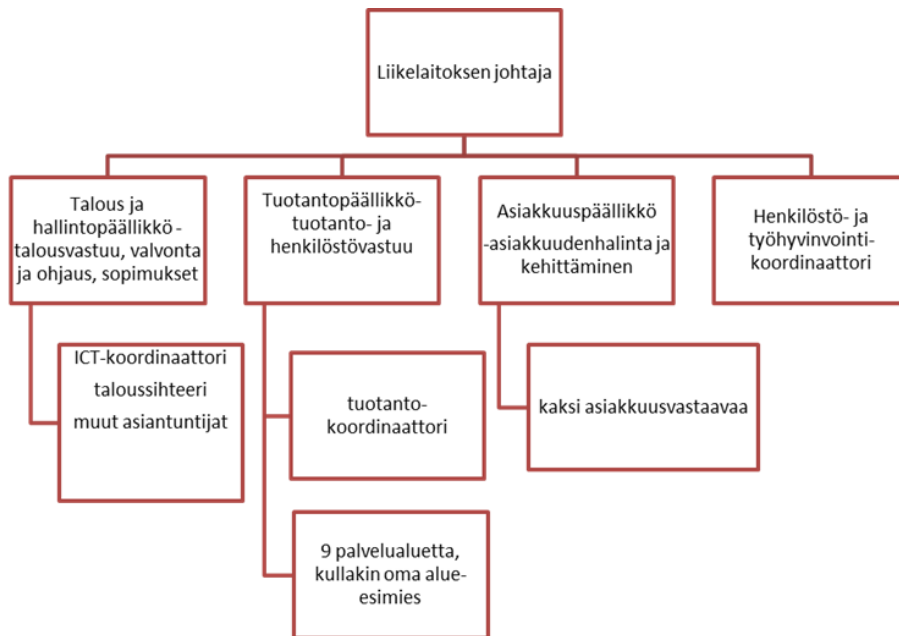 Liikelaitoksen johtaja
Talous ja
hallintopäällikkö -
talousvastuu, valvonta
ja ohjaus, sopimukset
Tuotantopäällikkö-
tuotanto- ja
henkilöstövastuu
Asiakkuuspäällikkö
-asiakkuudenhalinta ja
kehittäminen
Henkilöstö- ja
työhyvinvointi-
koordinaattori
ICT-koordinaattori
taloussihteeri
muut asiantuntijat
tuotanto-
koordinaattori
kaksi asiakkuusvastaavaa
9 palvelualuetta,
kullakin oma alue-
esimies